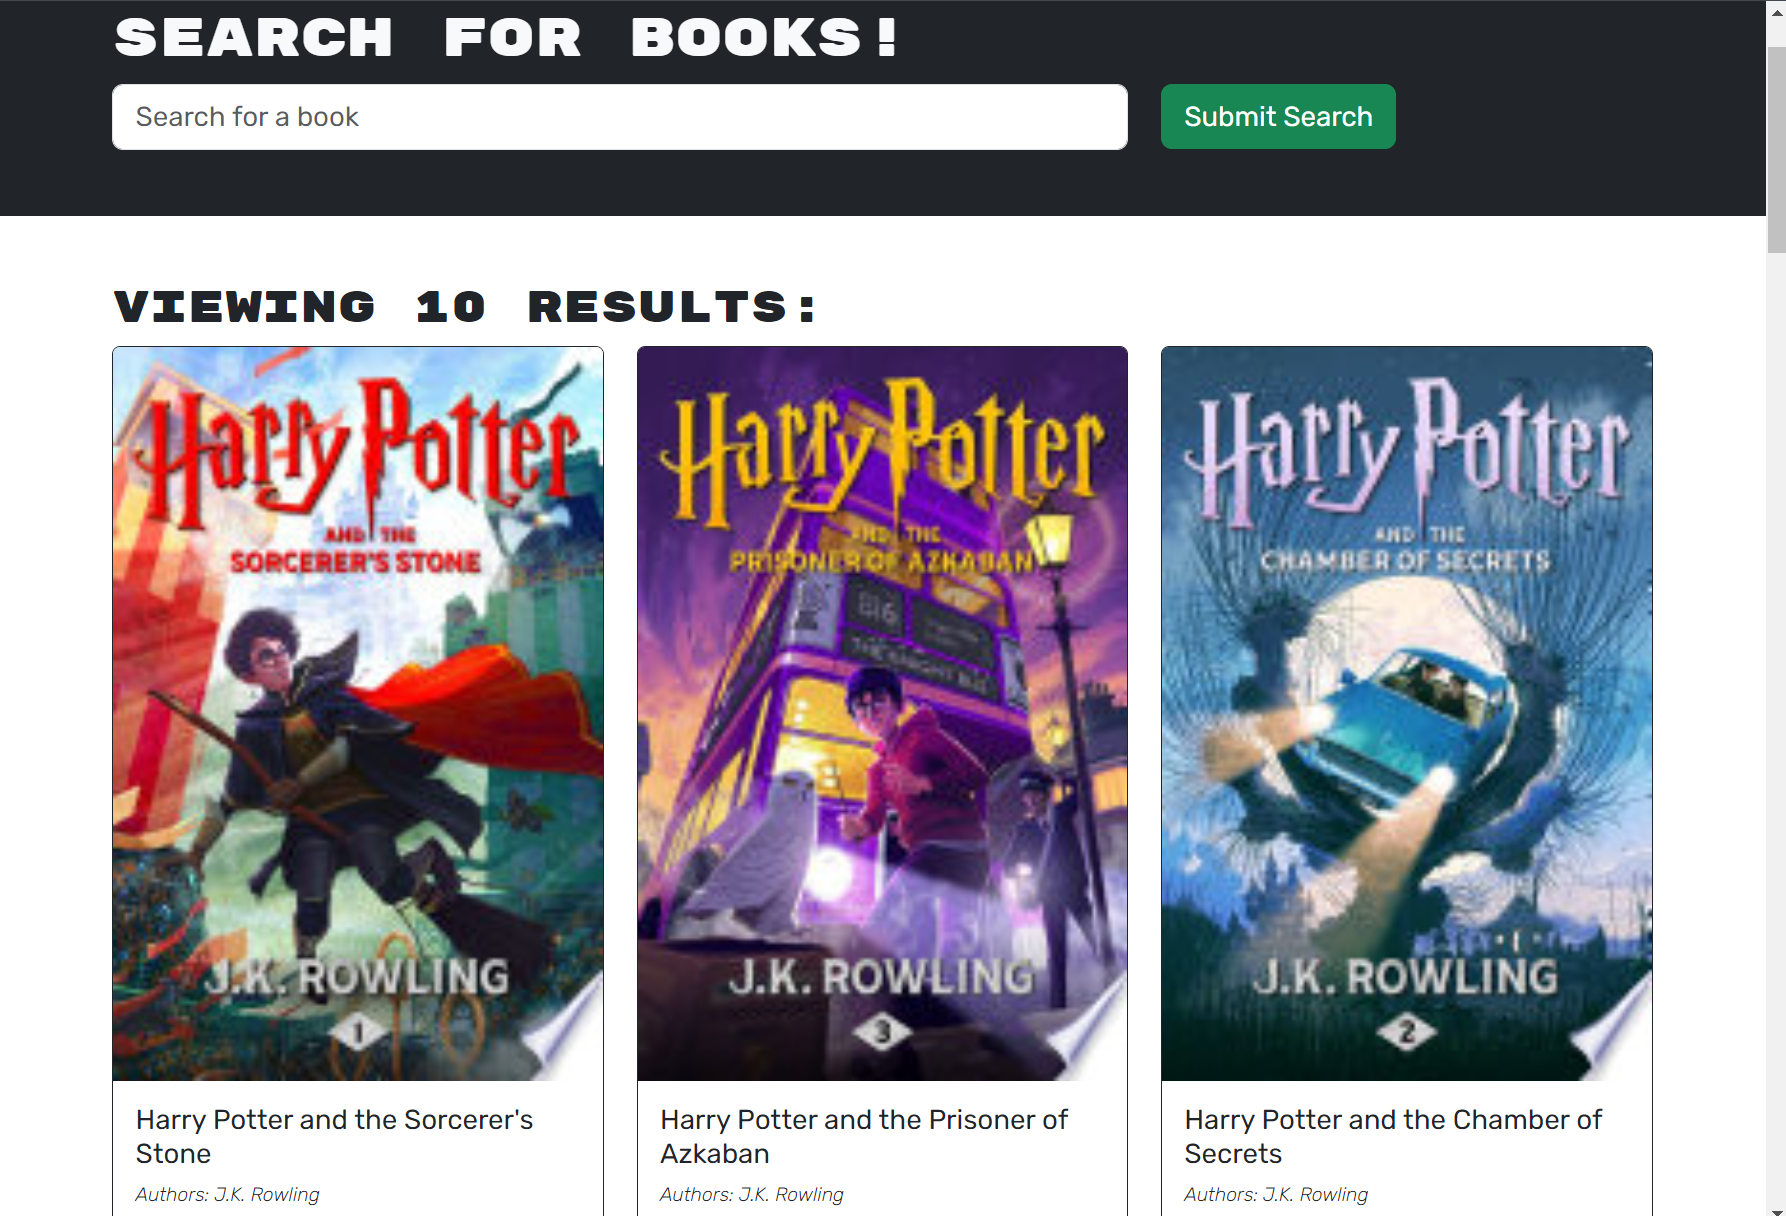 SEARCH FOR BOOKS!
Search for a book
Submit Search
VIEWING 10 RESULTS:
Harry Potter
AND THE
SORCERER'S STONE
J.K. ROWLING
1
Harry Potter and the Sorcerer's
Stone
Authors: J.K. Rowling
Harry Potter
AND THE
PRISONER OF AZKABAN
THE KNIGHT BUS
J.K. ROWLING
3
Harry Potter and the Prisoner of
Azkaban
Authors: J.K. Rowling
Harry Potter
AND THE
CHAMBER OF SECRETS
J.K. ROWLING
2
Harry Potter and the Chamber of
Secrets
Authors: J.K. Rowling